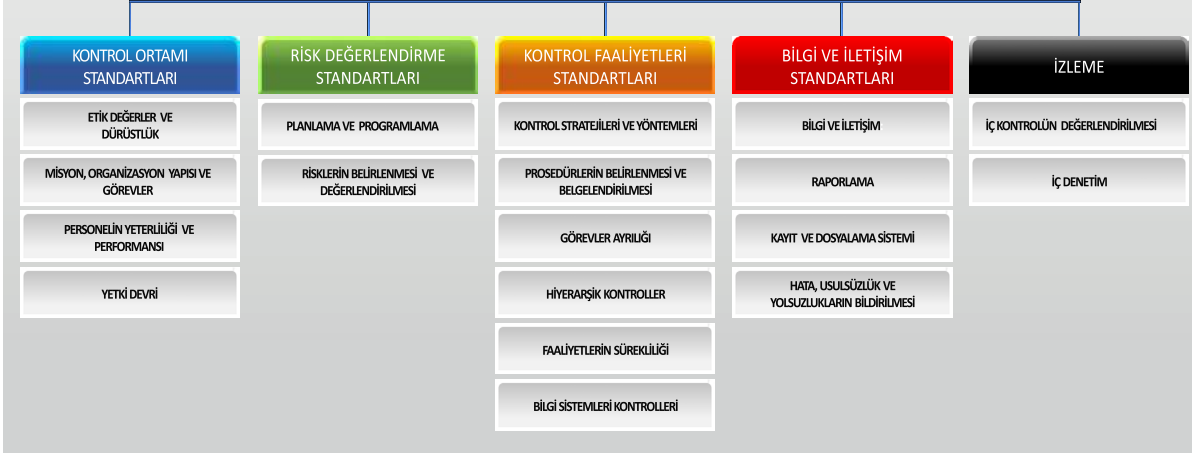 KONTROL ORTAMI
STANDARTLARI
ETİK DEĞERLER VE
DÜRÜSTLÜK
MİSYON, ORGANİZASYON YAPISI VE
GÖREVLER
PERSONELİN YETERLİLİĞİ VE
PERFORMANSI
YETKİ DEVRİ
RİSK DEĞERLENDİRME
STANDARTLARI
PLANLAMA VE PROGRAMLAMA
RİSKLERİN BELİRLENMESİ VE
DEĞERLENDİRİLMESİ
KONTROL FAALİYETLERİ
STANDARTLARI
KONTROL STRATEJİLERİ VE YÖNTEMLERİ
PROSEDÜRLERİN BELİRLENMESİ VE
BELGELENDİRİLMESİ
GÖREVLER AYRILIĞI
HİYERARŞİK KONTROLLER
FAALİYETLERİN SÜREKLİLİĞİ
BİLGİ SİSTEMLERİ KONTROLLERİ
BİLGİ VE İLETİŞİM
STANDARTLARI
BİLGİ VE İLETİŞİM
RAPORLAMA
KAYIT VE DOSYALAMA SİSTEMİ
HATA, USULSÜZLÜK VE
YOLSUZLUKLARIN BİLDİRİLMESİ
İZLEME
İÇ KONTROLÜN DEĞERLENDİRİLMESİ
İÇ DENETİM